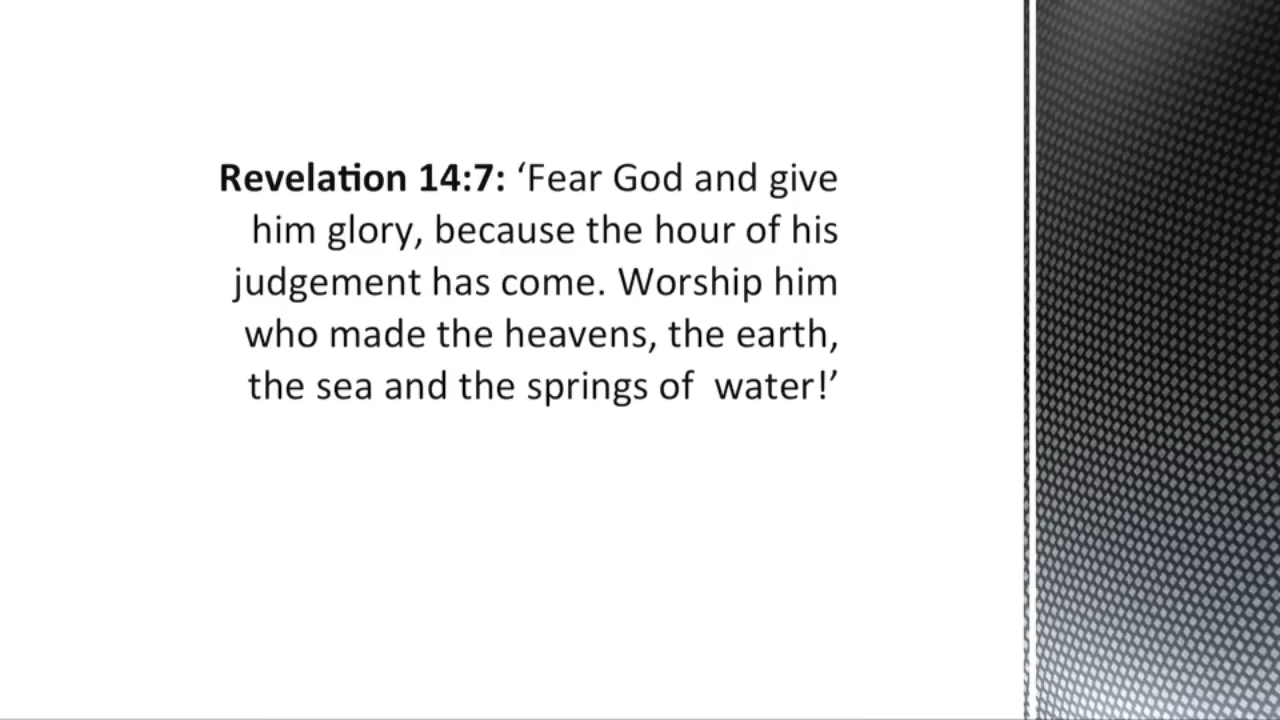 Revelation 14:7: ‘Fear God and give
him glory, because the hour of his
judgement has come. Worship him
who made the heavens, the earth,
the sea and the springs of  water!’